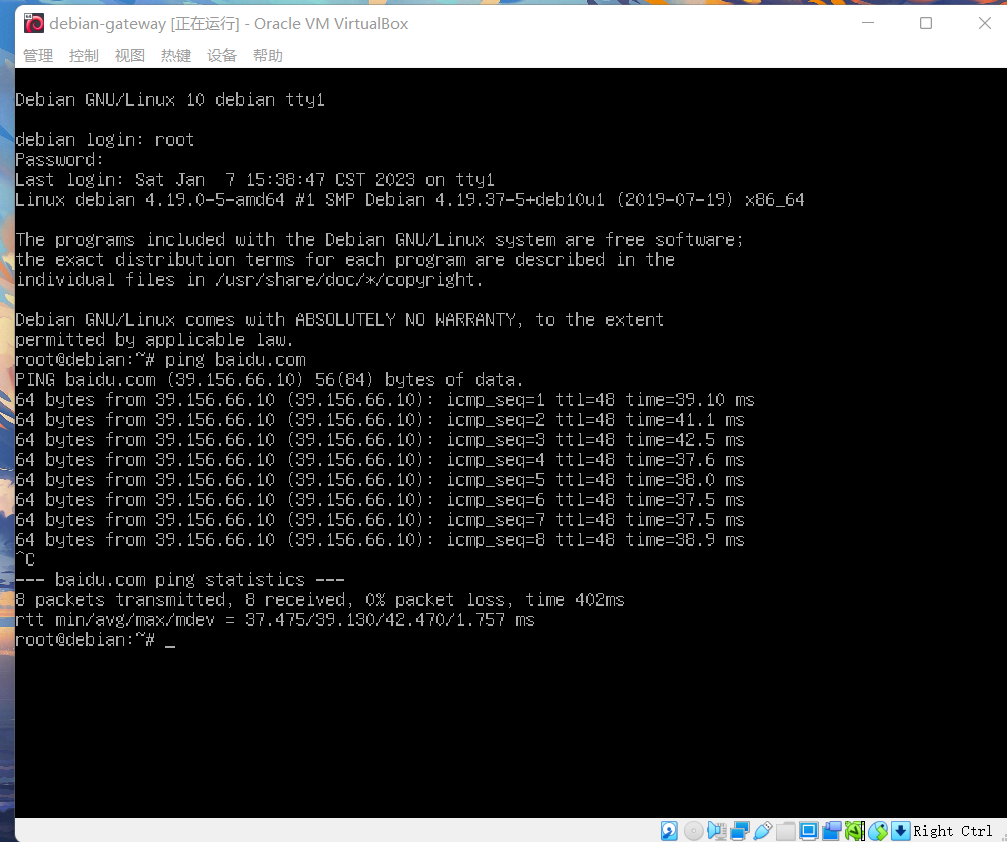 debian-gateway [正在运行] - Oracle VM VirtualBox
管理 控制 视图 热键 设备 帮助
Debian GNU/Linux 10 debian tty1
debian login: root
Password:
Last login: Sat Jan  7 15:38:47 CST 2023 on tty1
Linux debian 4.19.0-5-amd64 #1 SMP Debian 4.19.37-5+deb10u1 (2019-07-19) x86_64
The programs included with the Debian GNU/Linux system are free software;
the exact distribution terms for each program are described in the
individual files in /usr/share/doc/*/copyright.
Debian GNU/Linux comes with ABSOLUTELY NO WARRANTY, to the extent
permitted by applicable law.
root@debian:~# ping baidu.com
PING baidu.com (39.156.66.10) 56(84) bytes of data.
64 bytes from 39.156.66.10 (39.156.66.10): icmp_seq=1 ttl=48 time=39.10 ms
64 bytes from 39.156.66.10 (39.156.66.10): icmp_seq=2 ttl=48 time=41.1 ms
64 bytes from 39.156.66.10 (39.156.66.10): icmp_seq=3 ttl=48 time=42.5 ms
64 bytes from 39.156.66.10 (39.156.66.10): icmp_seq=4 ttl=48 time=37.6 ms
64 bytes from 39.156.66.10 (39.156.66.10): icmp_seq=5 ttl=48 time=38.0 ms
64 bytes from 39.156.66.10 (39.156.66.10): icmp_seq=6 ttl=48 time=37.5 ms
64 bytes from 39.156.66.10 (39.156.66.10): icmp_seq=7 ttl=48 time=37.5 ms
64 bytes from 39.156.66.10 (39.156.66.10): icmp_seq=8 ttl=48 time=38.9 ms
^C
--- baidu.com ping statistics ---
8 packets transmitted, 8 received, 0% packet loss, time 402ms
rtt min/avg/max/mdev = 37.475/39.130/42.470/1.757 ms
root@debian:~# _
Right Ctrl